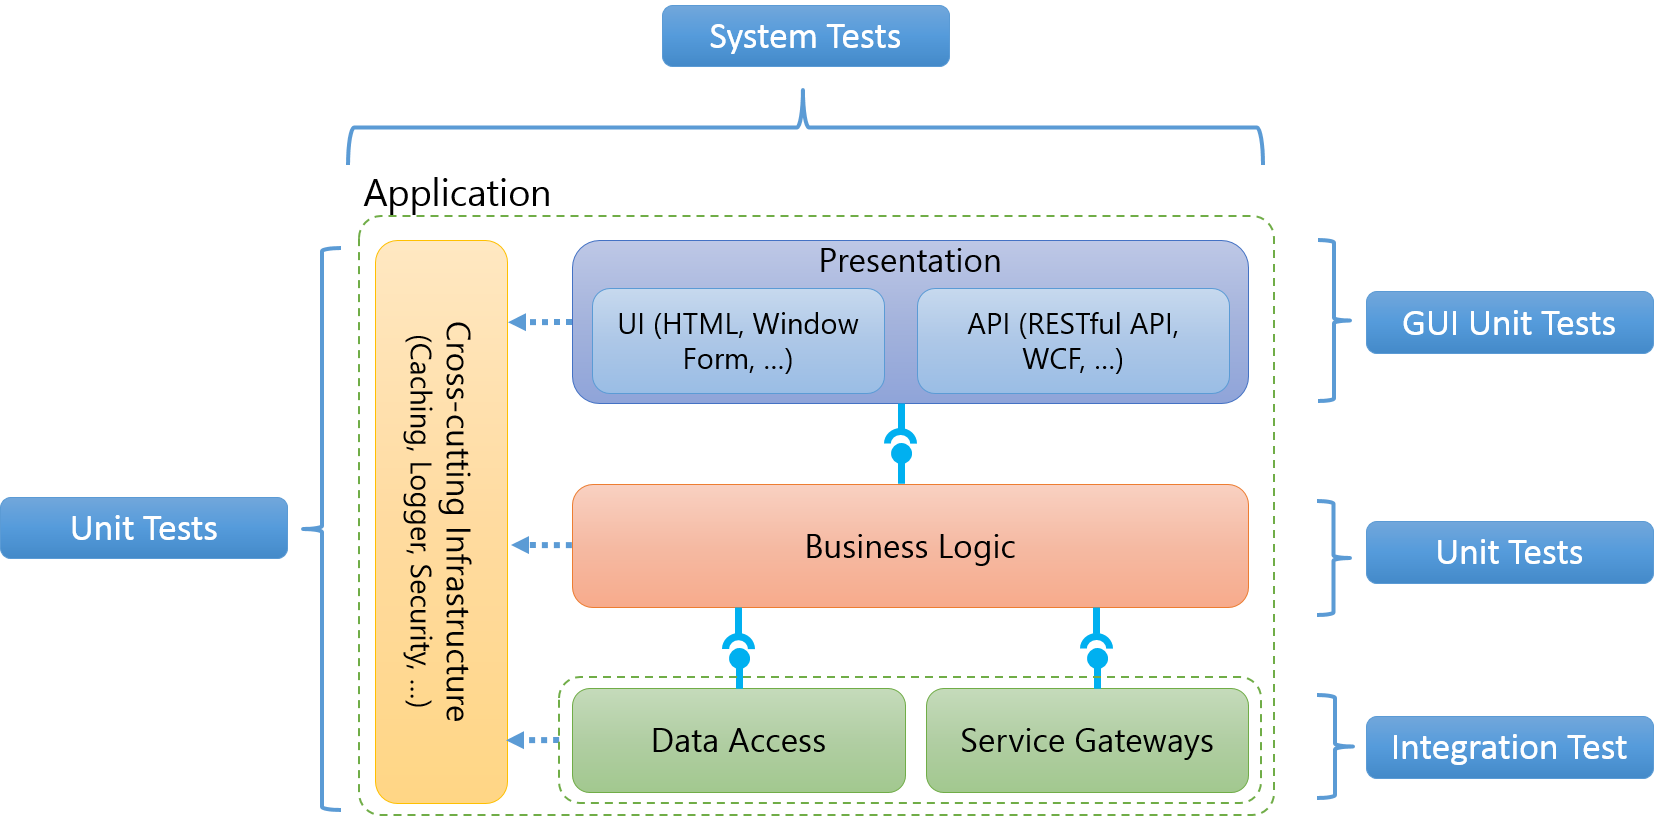 System Tests
Application
Presentation
UI (HTML, Window
Form, ...)
API (RESTful API,
WCF, ...)
GUI Unit Tests
Cross-cutting Infrastructure
(Caching, Logger, Security, ...)
Unit Tests
Business Logic
Unit Tests
Data Access
Service Gateways
Integration Test